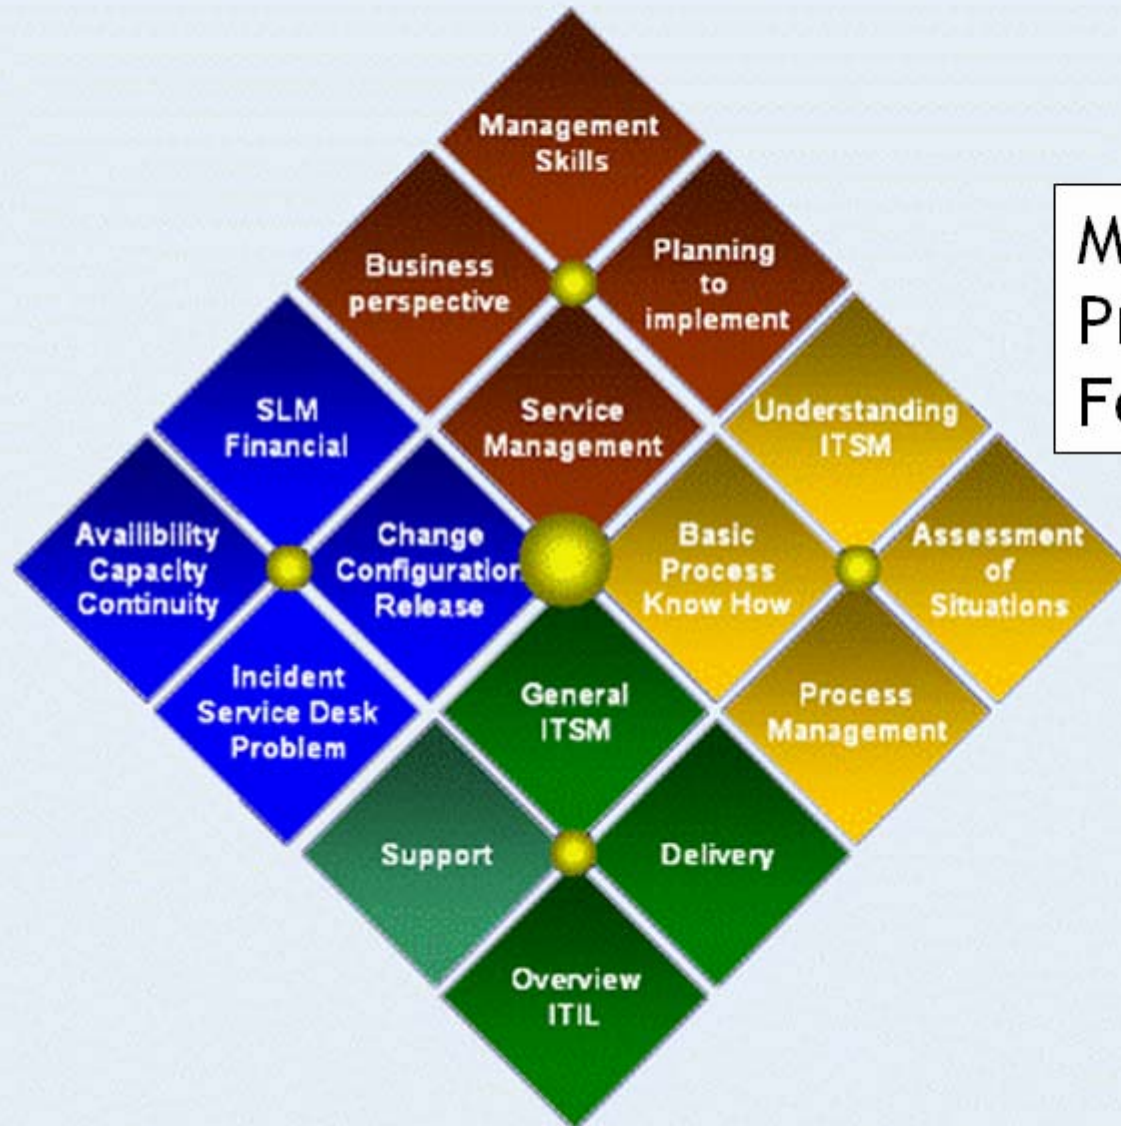 Management
Skills
Business
perspective
Planning
to
implement
SLM
Financial
Service
Management
Understanding
ITSM
Availibility
Capacity
Continuity
Change
Configuration
Release
Basic
Process
Know How
Assessment
of
Situations
Incident
Service Desk
Problem
General
ITSM
Process
Management
Support
Delivery
Overview
ITIL